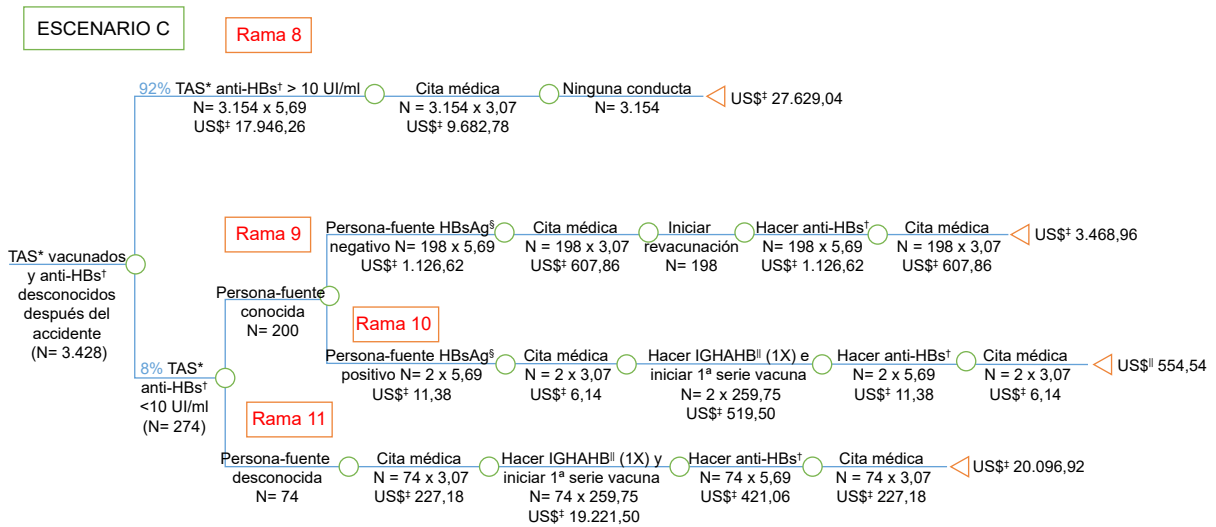 ESCENARIO C
Rama 8
92% TAS* anti-HBs† > 10 UI/ml
N= 3.154 x 5,69
US$‡ 17.946,26
Cita médica
N = 3.154 x 3,07
US$‡ 9.682,78
Ninguna conducta
N= 3.154
US$‡ 27.629,04
TAS* vacunados
y anti-HBs†
desconocidos
después del
accidente
(N= 3.428)
Rama 9
Persona-fuente HBsAg§
negativo N= 198 x 5,69
US$‡ 1.126,62
Cita médica
N = 198 x 3,07
US$‡ 607,86
Iniciar
revacunación
N= 198
Hacer anti-HBs†
N= 198 x 5,69
US$‡ 1.126,62
Cita médica
N = 198 x 3,07
US$‡ 607,86
US$‡ 3.468,96
Persona-fuente
conocida
N= 200
Rama 10
Persona-fuente HBsAg§
positivo N= 2 x 5,69
US$‡ 11,38
Cita médica
N = 2 x 3,07
US$‡ 6,14
Hacer IGHAHB|| (1X) e
iniciar 1ª serie vacuna
N= 2 x 259,75
US$‡ 519,50
Hacer anti-HBs†
N= 2 x 5,69
US$‡ 11,38
Cita médica
N = 2 x 3,07
US$‡ 6,14
US$|| 554,54
8% TAS*
anti-HBs†
<10 UI/ml
(N= 274)
Rama 11
Persona-fuente
desconocida
N= 74
Cita médica
N = 74 x 3,07
US$‡ 227,18
Hacer IGHAHB|| (1X) y
iniciar 1ª serie vacuna
N= 74 x 259,75
US$‡ 19.221,50
Hacer anti-HBs†
N= 74 x 5,69
US$‡ 421,06
Cita médica
N = 74 x 3,07
US$‡ 227,18
US$‡ 20.096,92